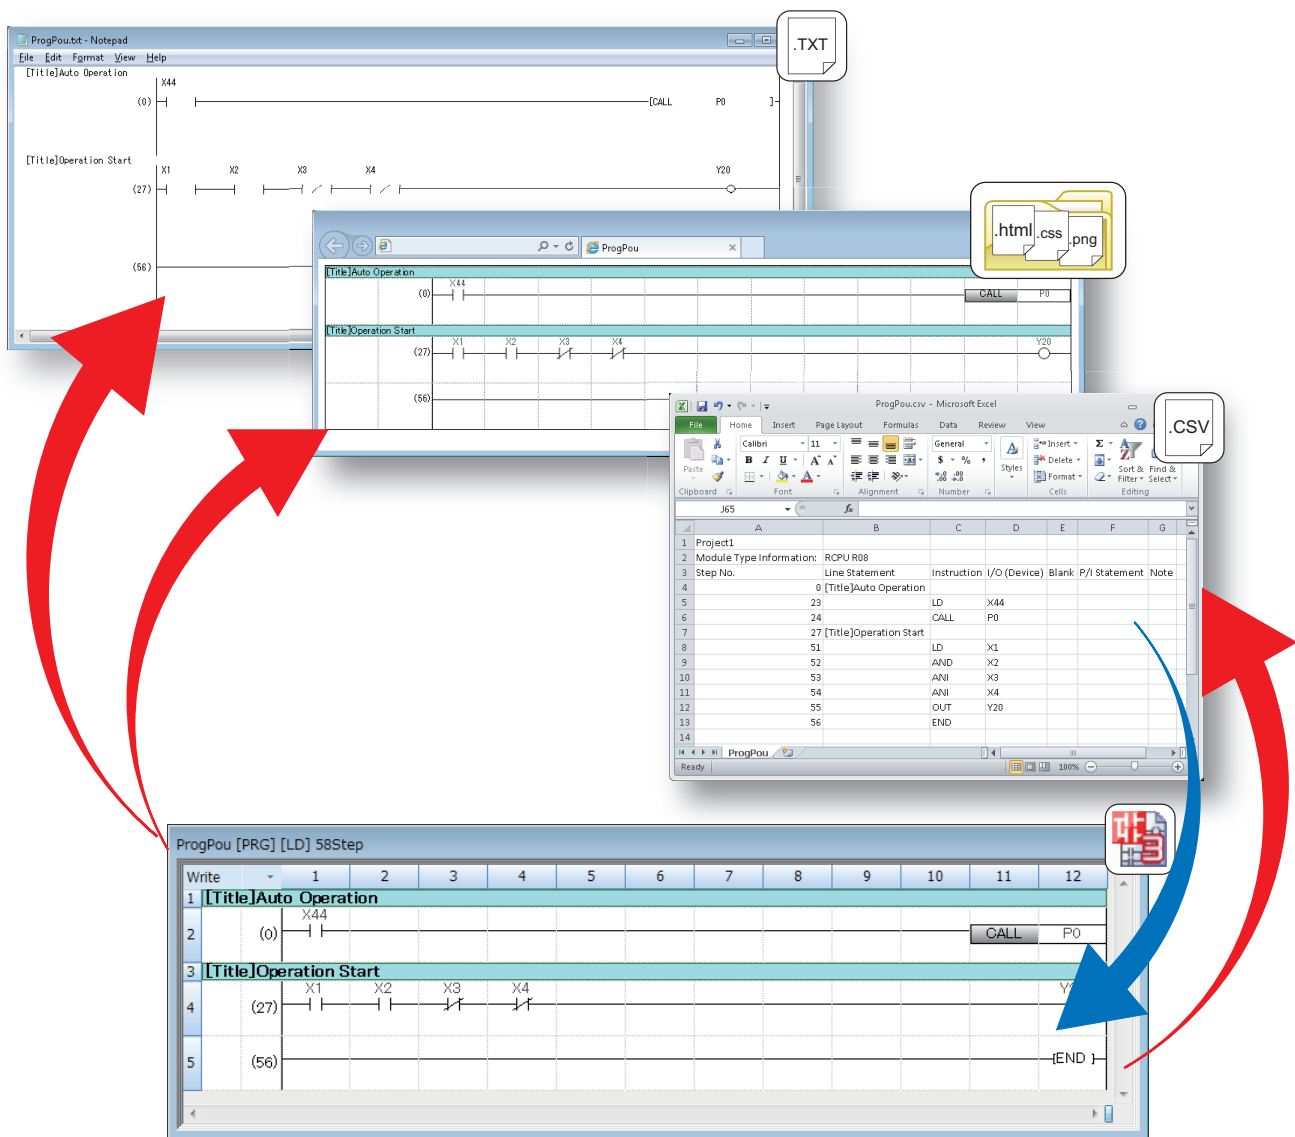 ProgPou.txt - Notepad
File Edit Format View Help
[Title]Auto Operation
X44
(0) [CALL P0 ]
[Title]Operation Start
X1 X2 X3 X4 Y20
(27)
(56)
.TXT
ProgPou
.html .css .png
[Title]Auto Operation
X44
(0) CALL P0
[Title]Operation Start
X1 X2 X3 X4 Y20
(27)
(56)
ProgPou.csv - Microsoft Excel
.CSV
File Home Insert Page Layout Formulas Data Review View
Calibri 11 General Insert
Paste B I U A A $ % , Styles Delete Sort & Find &
Format Filter Select
Clipboard Font Alignment Number Cells Editing
J65 fx
A B C D E F G
1 Project1
2 Module Type Information: RCPU R08
3 Step No. Line Statement Instruction I/O (Device) Blank P/I Statement Note
4 0 [Title]Auto Operation
5 23 LD X44
6 24 CALL P0
7 27 [Title]Operation Start
8 51 LD X1
9 52 AND X2
10 53 ANI X3
11 54 ANI X4
12 55 OUT Y20
13 56 END
14
ProgPou
Ready 100%
ProgPou [PRG] [LD] 58Step
Write 1 2 3 4 5 6 7 8 9 10 11 12
1 [Title]Auto Operation
X44
2 (0) CALL P0
3 [Title]Operation Start
X1 X2 X3 X4
4 (27)
5 (56) [END ]